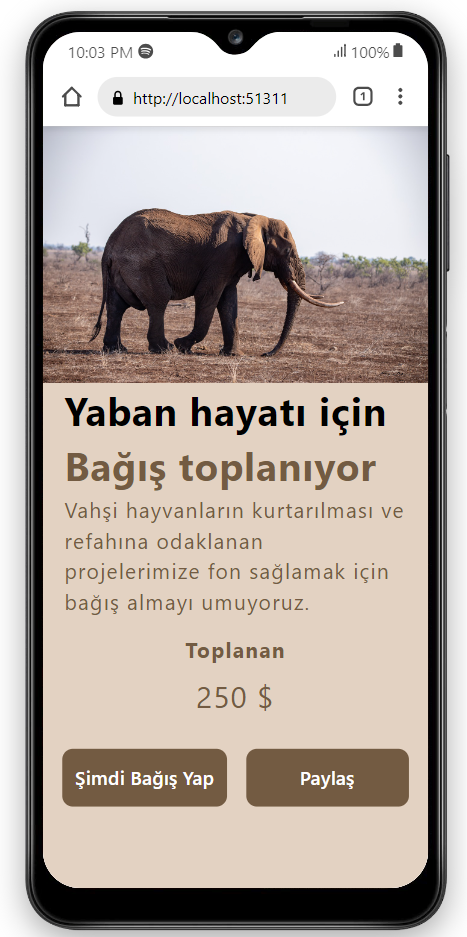 10:03 PM
100%
http://localhost:51311
1
Yaban hayatı için
Bağış toplanıyor
Vahşi hayvanların kurtarılması ve
refahına odaklanan
projelerimize fon sağlamak için
bağış almayı umuyoruz.
Toplanan
250 $
Şimdi Bağış Yap
Paylaş